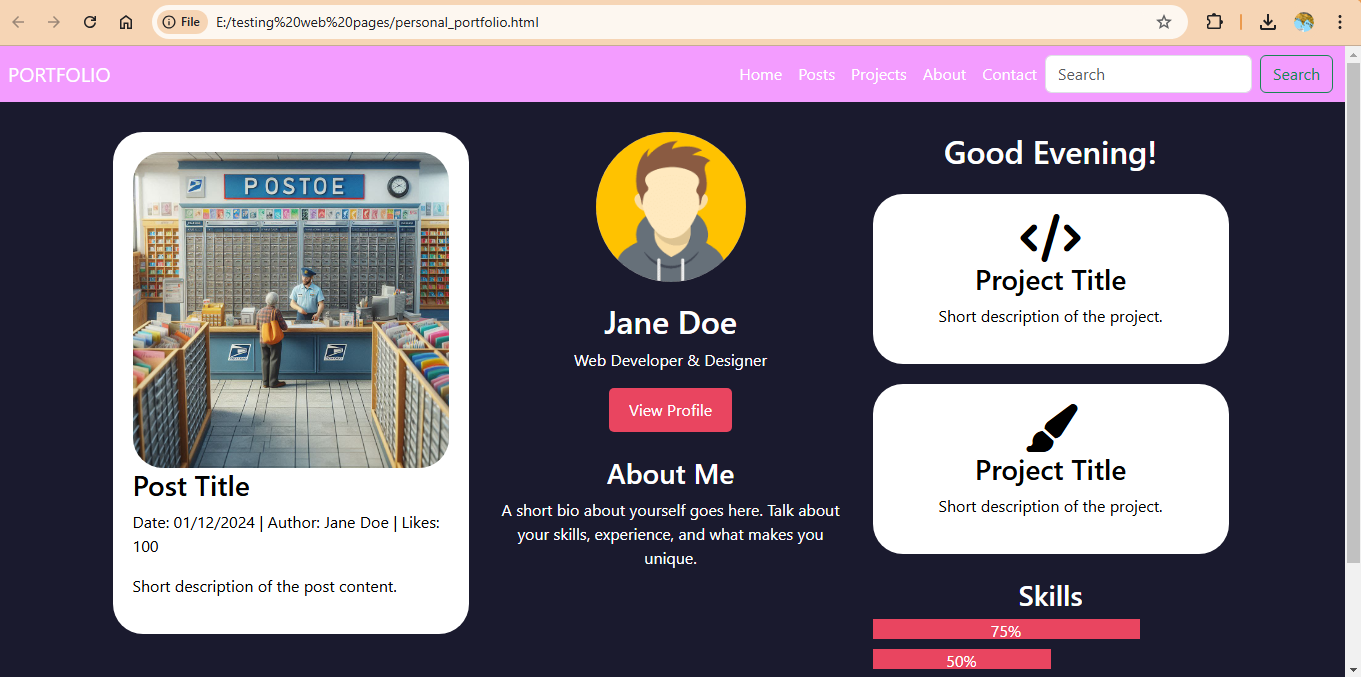 File
E:/testing%20web%20pages/personal_portfolio.html
PORTFOLIO
Home
Posts
Projects
About
Contact
Search
Search
POSTOE
Post Title
Date: 01/12/2024 | Author: Jane Doe | Likes:
100
Short description of the post content.
Jane Doe
Web Developer & Designer
View Profile
About Me
A short bio about yourself goes here. Talk about
your skills, experience, and what makes you
unique.
Good Evening!
Project Title
Short description of the project.
Project Title
Short description of the project.
Skills
75%
50%